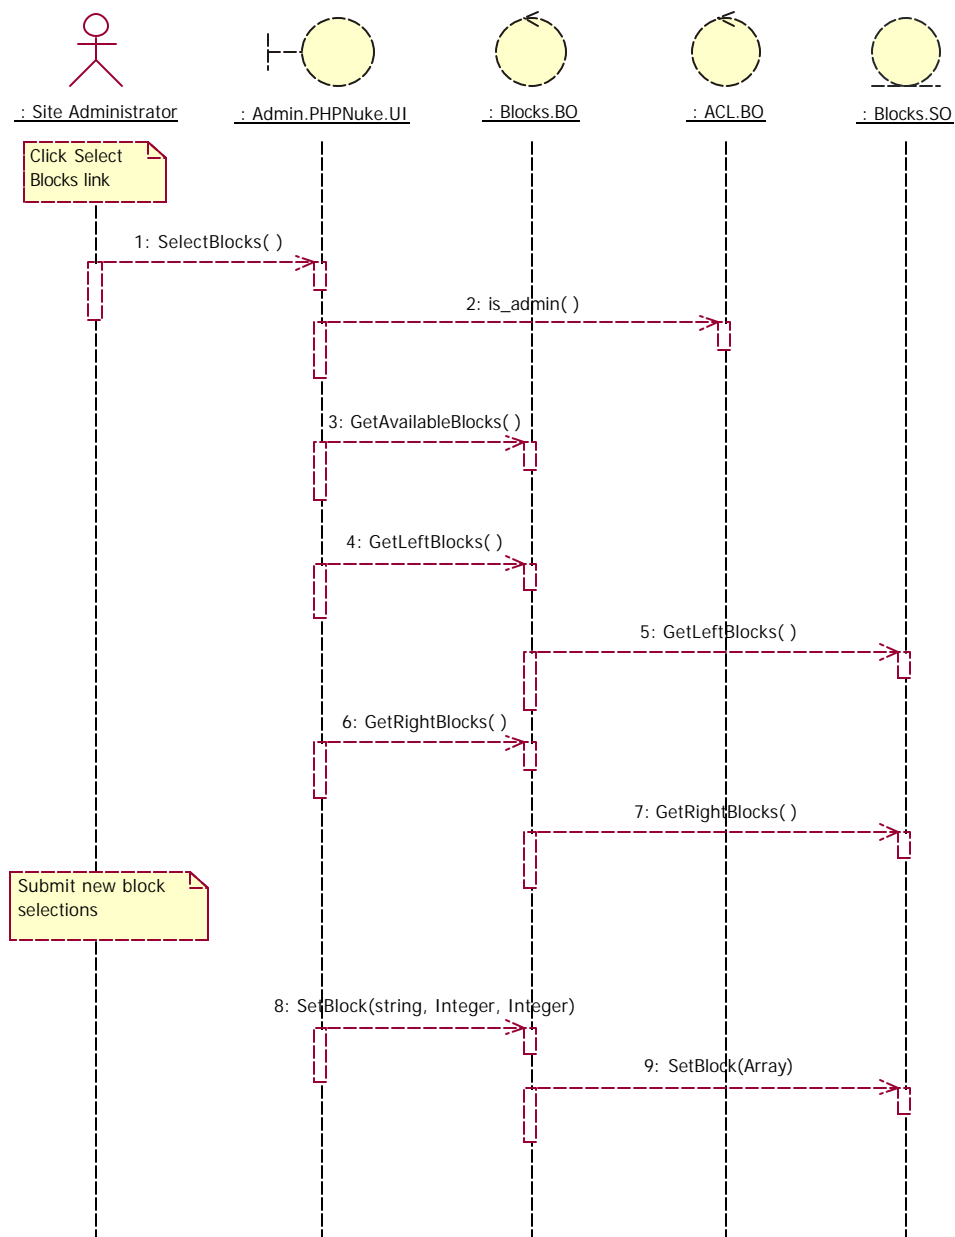 : Site Administrator
: Admin.PHPNuke.UI
: Blocks.BO
: ACL.BO
: Blocks.SO
Click Select
Blocks link
1: SelectBlocks( )
2: is_admin( )
3: GetAvailableBlocks( )
4: GetLeftBlocks( )
5: GetLeftBlocks( )
6: GetRightBlocks( )
7: GetRightBlocks( )
Submit new block
selections
8: SetBlock(string, Integer, Integer)
9: SetBlock(Array)